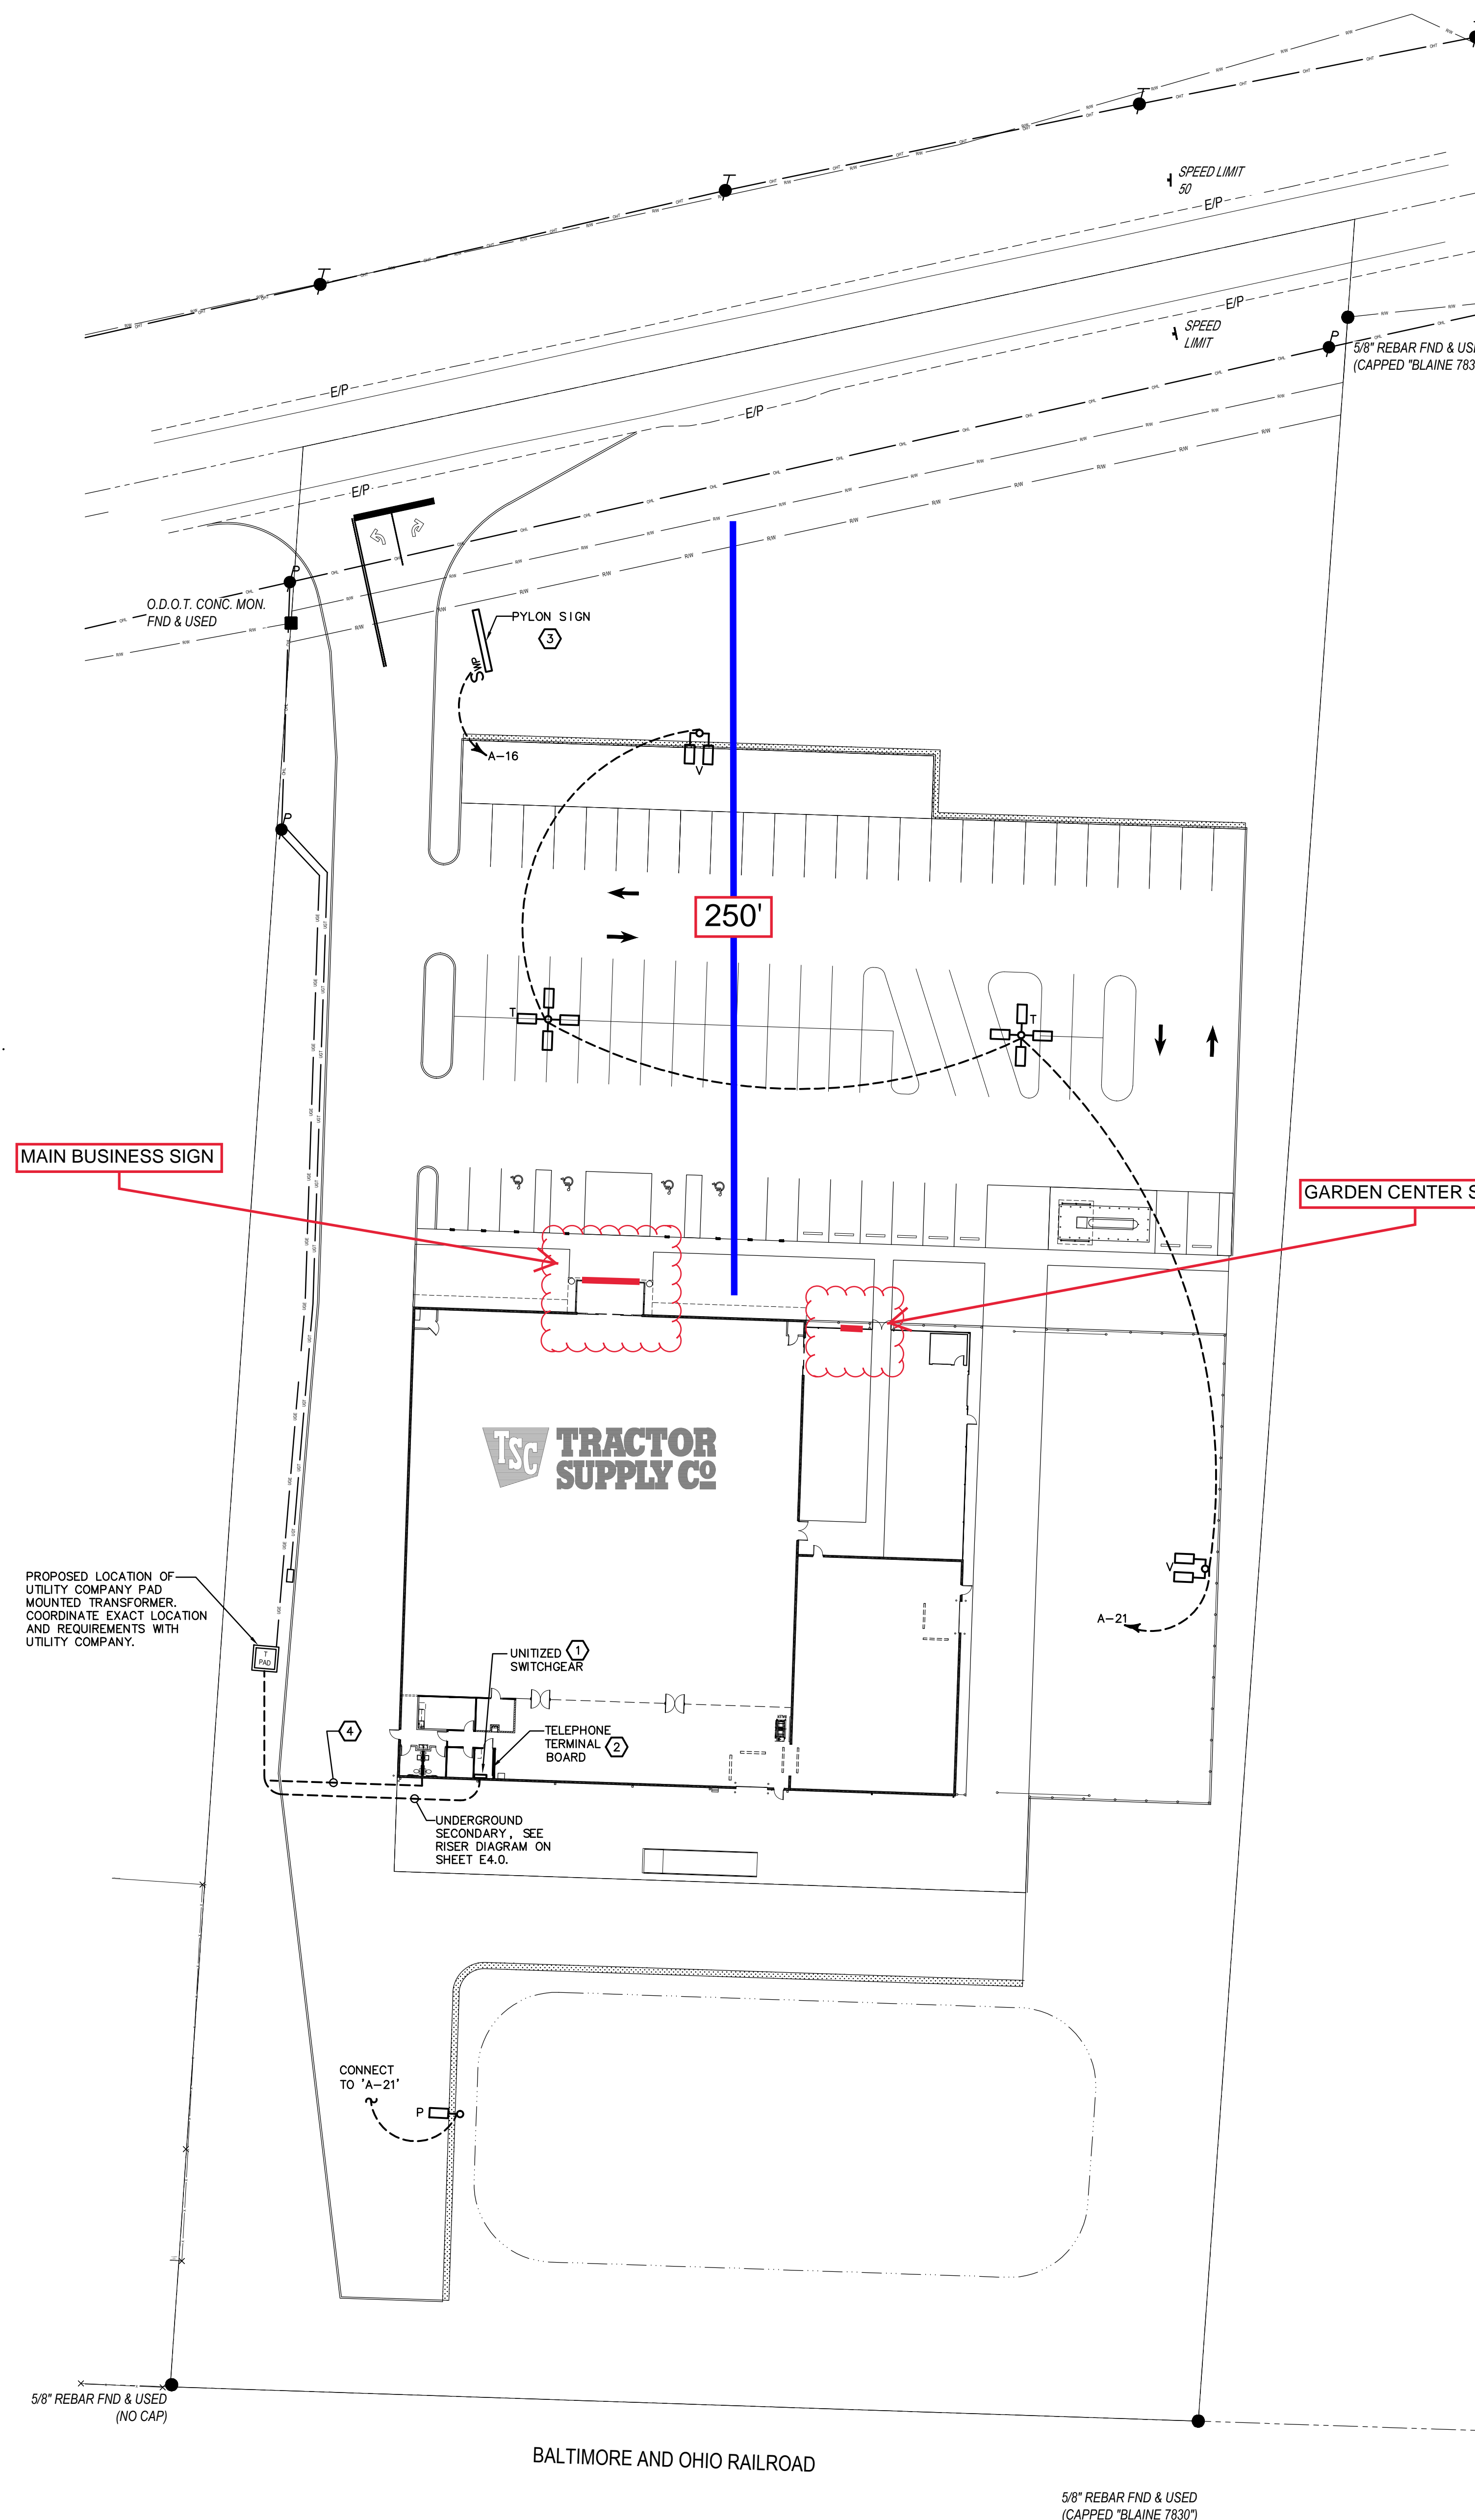 SPEED LIMIT
50
E/P
E/P
SPEED
LIMIT
P
5/8" REBAR FND & US
(CAPPED "BLAINE 783
E/P
E/P
E/P
P
O.D.O.T. CONC. MON.
FND & USED
PYLON SIGN
3
SWP
A-16
V
P
250'
T
T
MAIN BUSINESS SIGN
GARDEN CENTER S
TSC TRACTOR
SUPPLY CO
PROPOSED LOCATION OF
UTILITY COMPANY PAD
MOUNTED TRANSFORMER.
COORDINATE EXACT LOCATION
AND REQUIREMENTS WITH
UTILITY COMPANY.
V
A-21
T
PAD
UNITIZED 1
SWITCHGEAR
4
TELEPHONE
TERMINAL 2
BOARD
UNDERGROUND
SECONDARY, SEE
RISER DIAGRAM ON
SHEET E4.0.
CONNECT
TO 'A-21'
P
5/8" REBAR FND & USED
(NO CAP)
BALTIMORE AND OHIO RAILROAD
5/8" REBAR FND & USED
(CAPPED "BLAINE 7830")